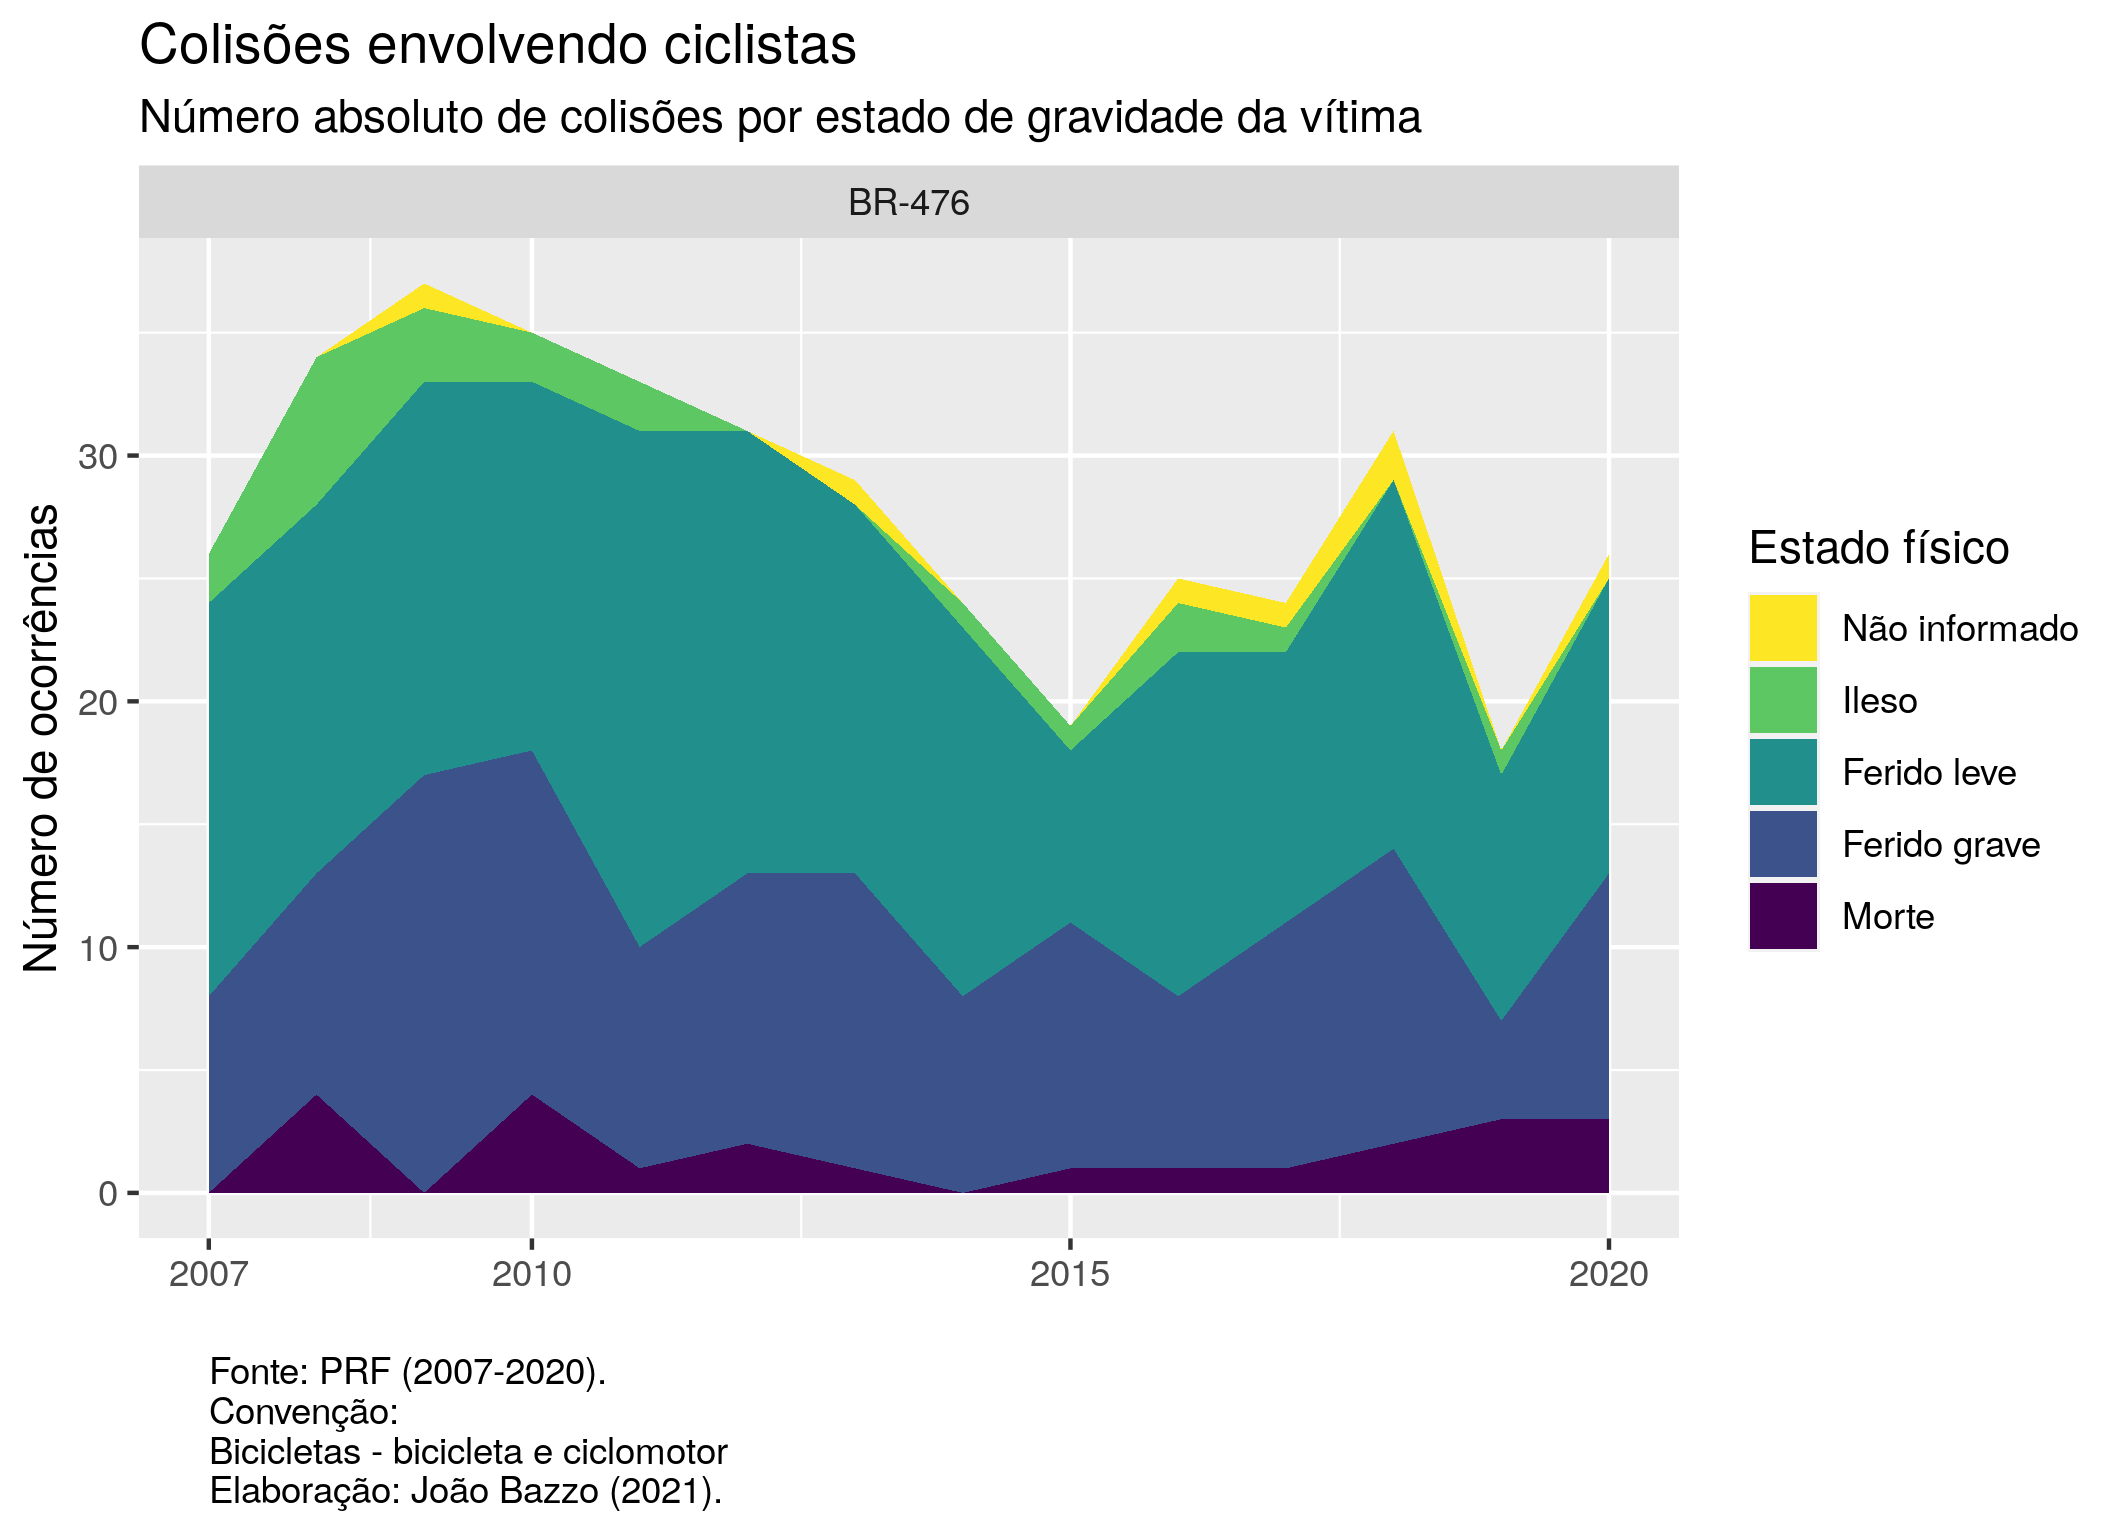 Colisões envolvendo ciclistas
Número absoluto de colisões por estado de gravidade da vítima
BR-476
Número de ocorrências
30
20
10
0
2007
2010
2015
2020
Estado físico
Não informado
Ileso
Ferido leve
Ferido grave
Morte
Fonte: PRF (2007-2020).
Convenção:
Bicicletas - bicicleta e ciclomotor
Elaboração: João Bazzo (2021).